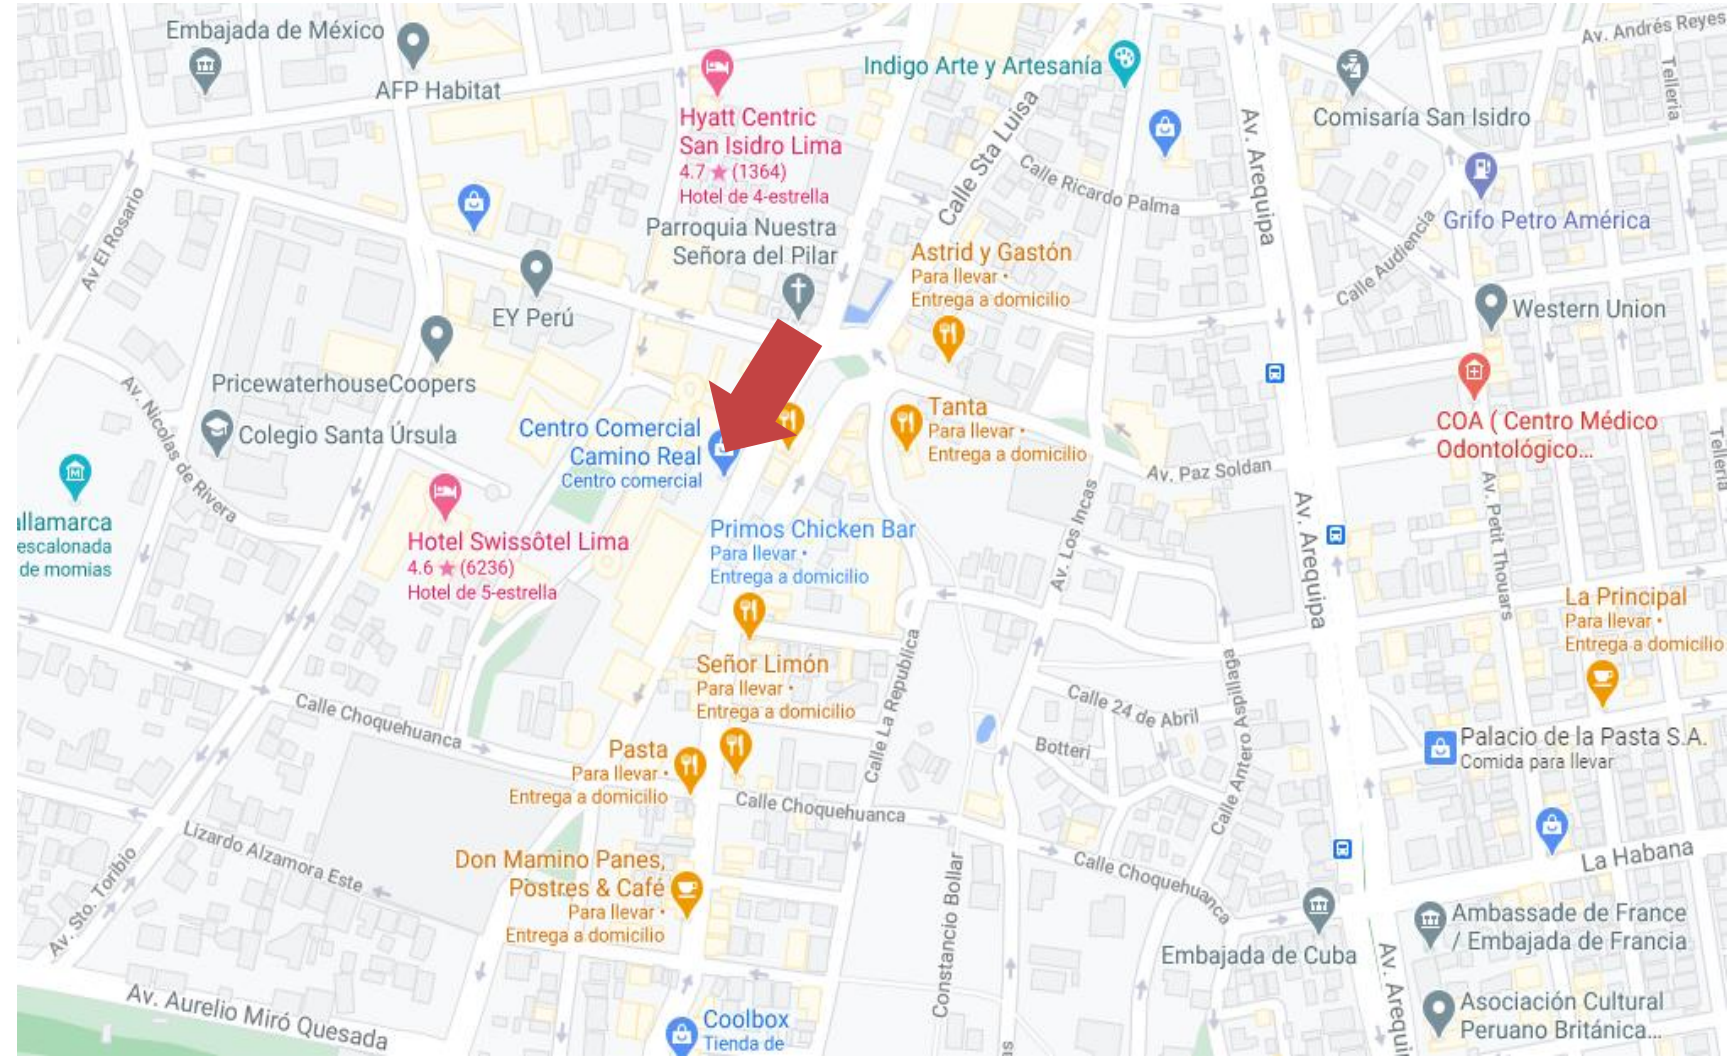 Embajada de México
AFP Habitat
Hyatt Centric
San Isidro Lima
4.7 ★ (1364)
Hotel de 4-estrella
Indigo Arte y Artesanía
Calle Sta Luisa
Calle Ricardo Palma
Av. Arequipa
Comisaría San Isidro
Av. Andrés Reyes
Telleria
Grifo Petro América
Calle Audiencia
Western Union
Av El Rosario
Parroquia Nuestra
Señora del Pilar
Astrid y Gastón
Para llevar •
Entrega a domicilio
EY Perú
PricewaterhouseCoopers
Colegio Santa Úrsula
Av. Nicolas de Rivera
Centro Comercial
Camino Real
Centro comercial
Tanta
Para llevar •
Entrega a domicilio
Av. Paz Soldan
COA ( Centro Médico
Odontológico...
Telleria
allamarca
escalonada
de momias
Hotel Swissôtel Lima
4.6 ★ (6236)
Hotel de 5-estrella
Primos Chicken Bar
Para llevar •
Entrega a domicilio
Av. Los Incas
Av. Arequipa
Av. Petit Thouars
La Principal
Para llevar •
Entrega a domicilio
Señor Limón
Para llevar •
Entrega a domicilio
Calle La Republica
Calle Antero Aspillaga
Calle 24 de Abril
Botteri
Calle Choquehuanca
Pasta
Para llevar •
Entrega a domicilio
Palacio de la Pasta S.A.
Comida para llevar
Calle Choquehuanca
Lizardo Alzamora Este
Av. Sto. Toribio
Don Mamino Panes,
Postres & Café
Para llevar •
Entrega a domicilio
Constancio Bollar
Calle Choquehuanca
La Habana
Embajada de Cuba
Ambassade de France
/ Embajada de Francia
Av. Aurelio Miró Quesada
Av. Arequi
Asociación Cultural
Peruano Británica...
Coolbox
Tienda de